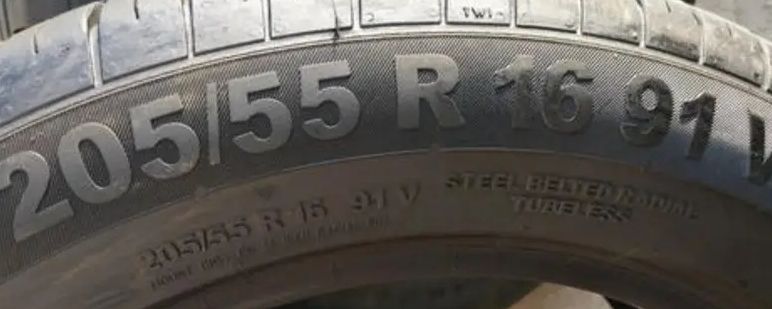 TWI
205/55 R 16 91 V
205/55 R 16 91 V
STEEL BELTED RADIAL
TUBELESS